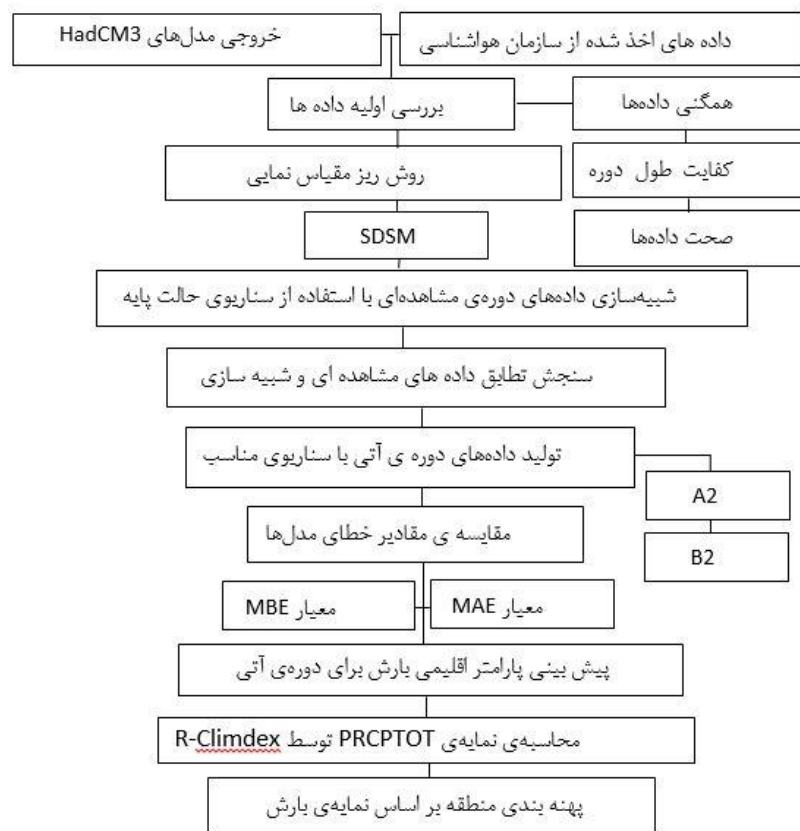 داده های اخذ شده از سازمان هواشناسی
خروجی مدل‌های HadCM3
بررسی اولیه داده ها
همگنی داده‌ها
روش ریز مقیاس نمایی
کفایت طول دوره
SDSM
صحت داده‌ها
شبیه‌سازی داده‌های دوره‌ی مشاهده‌ای با استفاده از سناریوی حالت پایه
سنجش تطابق داده های مشاهده ای و شبیه سازی
تولید داده‌های دوره ی آتی با سناریوی مناسب
A2
B2
مقایسه ی مقادیر خطای مدل‌ها
معیار MAE
معیار MBE
پیش بینی پارامتر اقلیمی بارش برای دوره‌ی آتی
محاسبه‌ی نمایه‌ی PRCPTOT توسط R-Climdex
پهنه بندی منطقه بر اساس نمایه‌ی بارش